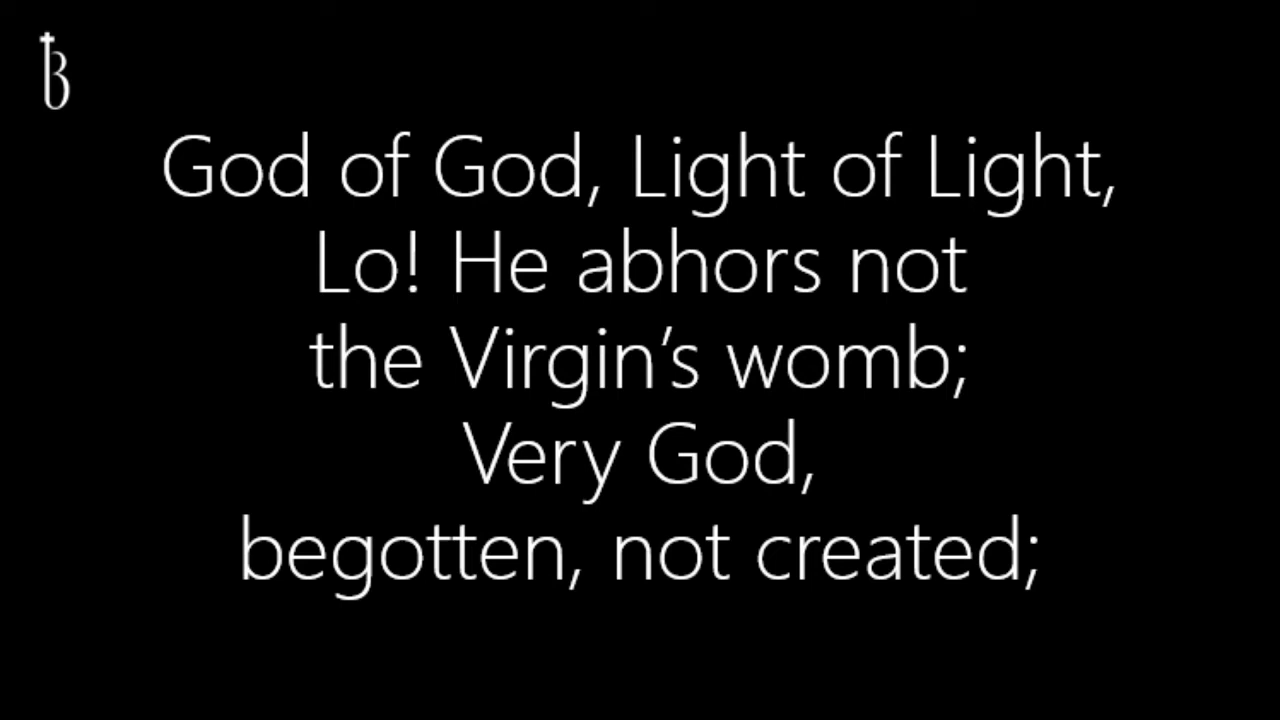 God of God, Light of Light,
Lo! He abhors not
the Virgin’s womb;
Very God,
begotten, not created;